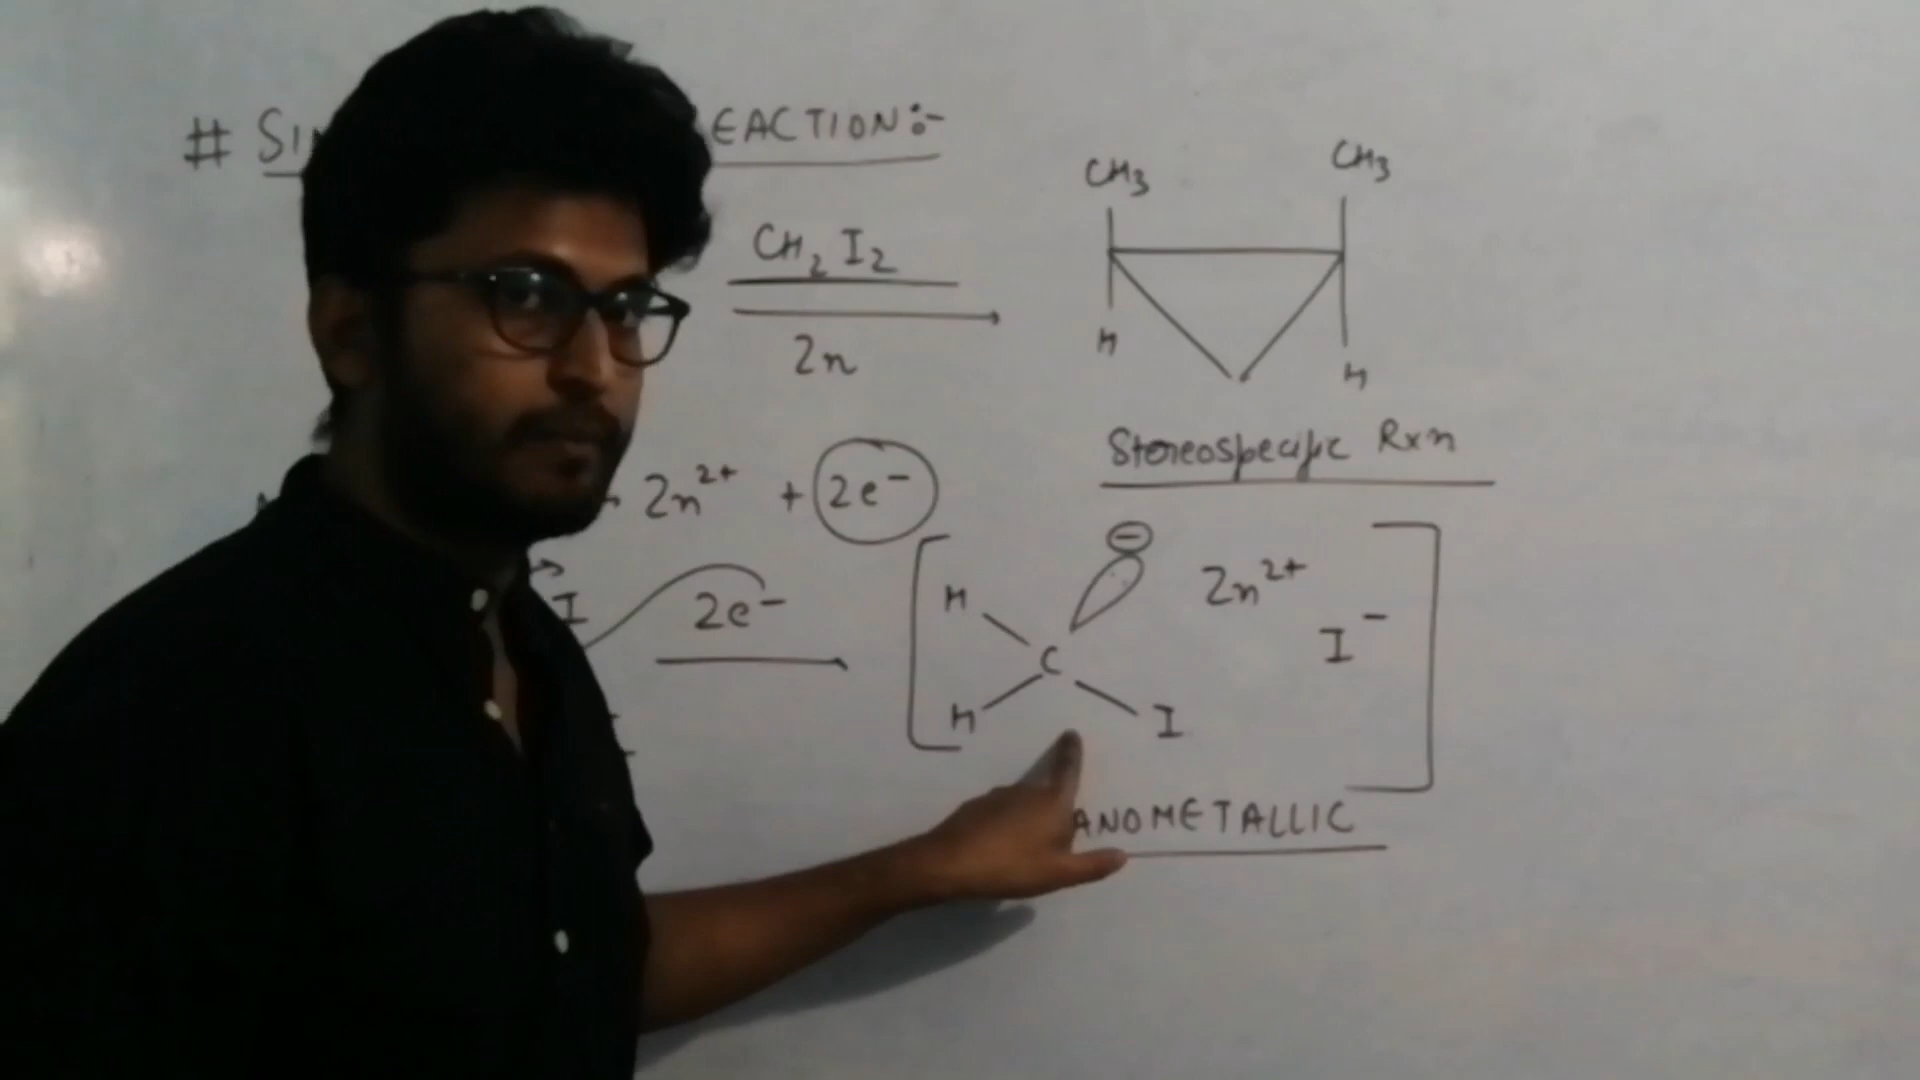 # SI EACTION:-
CH3 CH3
CH2 I2
Zn
H H
Stereospecific Rxn
Zn2+ + 2e-
I 2e-
H C - Zn2+ I-
H I
ANOMETALLIC